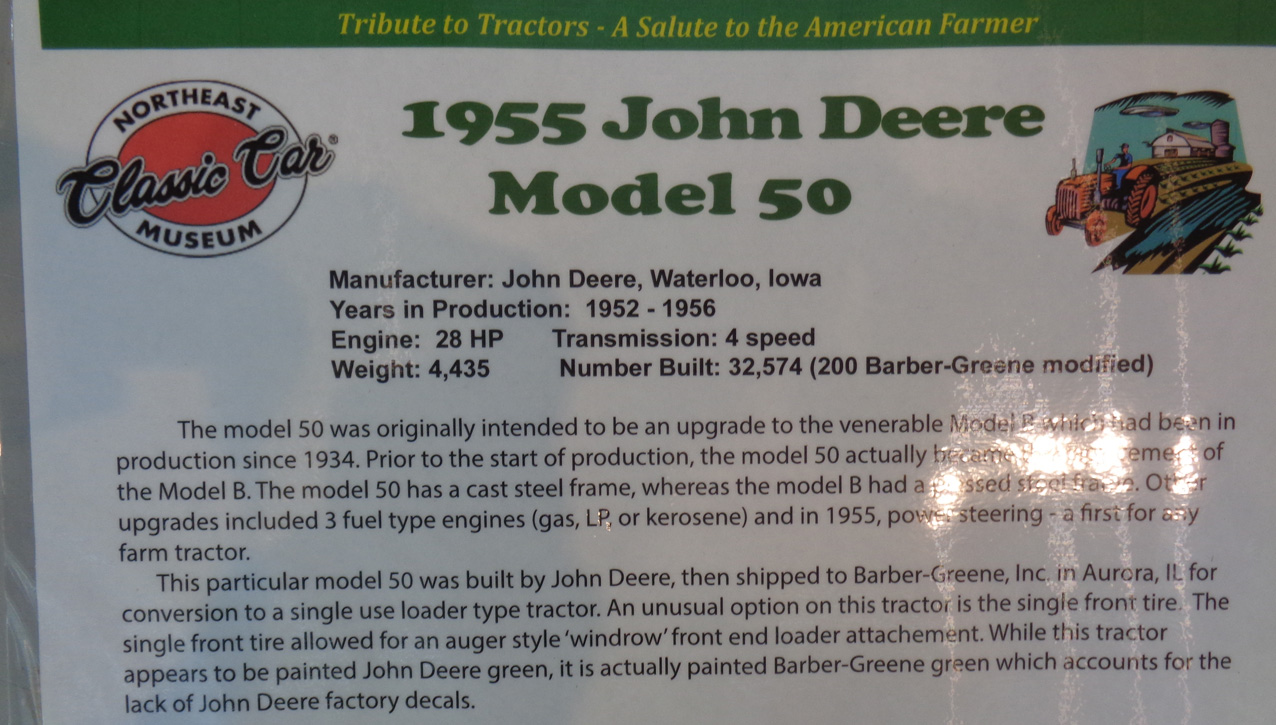 Tribute to Tractors - A Salute to the American Farmer
NORTHEAST
Classic Car®
MUSEUM
1955 John Deere
Model 50
Manufacturer: John Deere, Waterloo, Iowa
Years in Production: 1952 - 1956
Engine: 28 HP Transmission: 4 speed
Weight: 4,435 Number Built: 32,574 (200 Barber-Greene modified)
The model 50 was originally intended to be an upgrade to the venerable Model B which had been in
production since 1934. Prior to the start of production, the model 50 actually became of
the Model B. The model 50 has a cast steel frame, whereas the model B had a pressed steel frame. Other
upgrades included 3 fuel type engines (gas, LP, or kerosene) and in 1955, power steering - a first for any
farm tractor.
This particular model 50 was built by John Deere, then shipped to Barber-Greene, Inc. in Aurora, IL for
conversion to a single use loader type tractor. An unusual option on this tractor is the single front tire. The
single front tire allowed for an auger style 'windrow' front end loader attachement. While this tractor
appears to be painted John Deere green, it is actually painted Barber-Greene green which accounts for the
lack of John Deere factory decals.